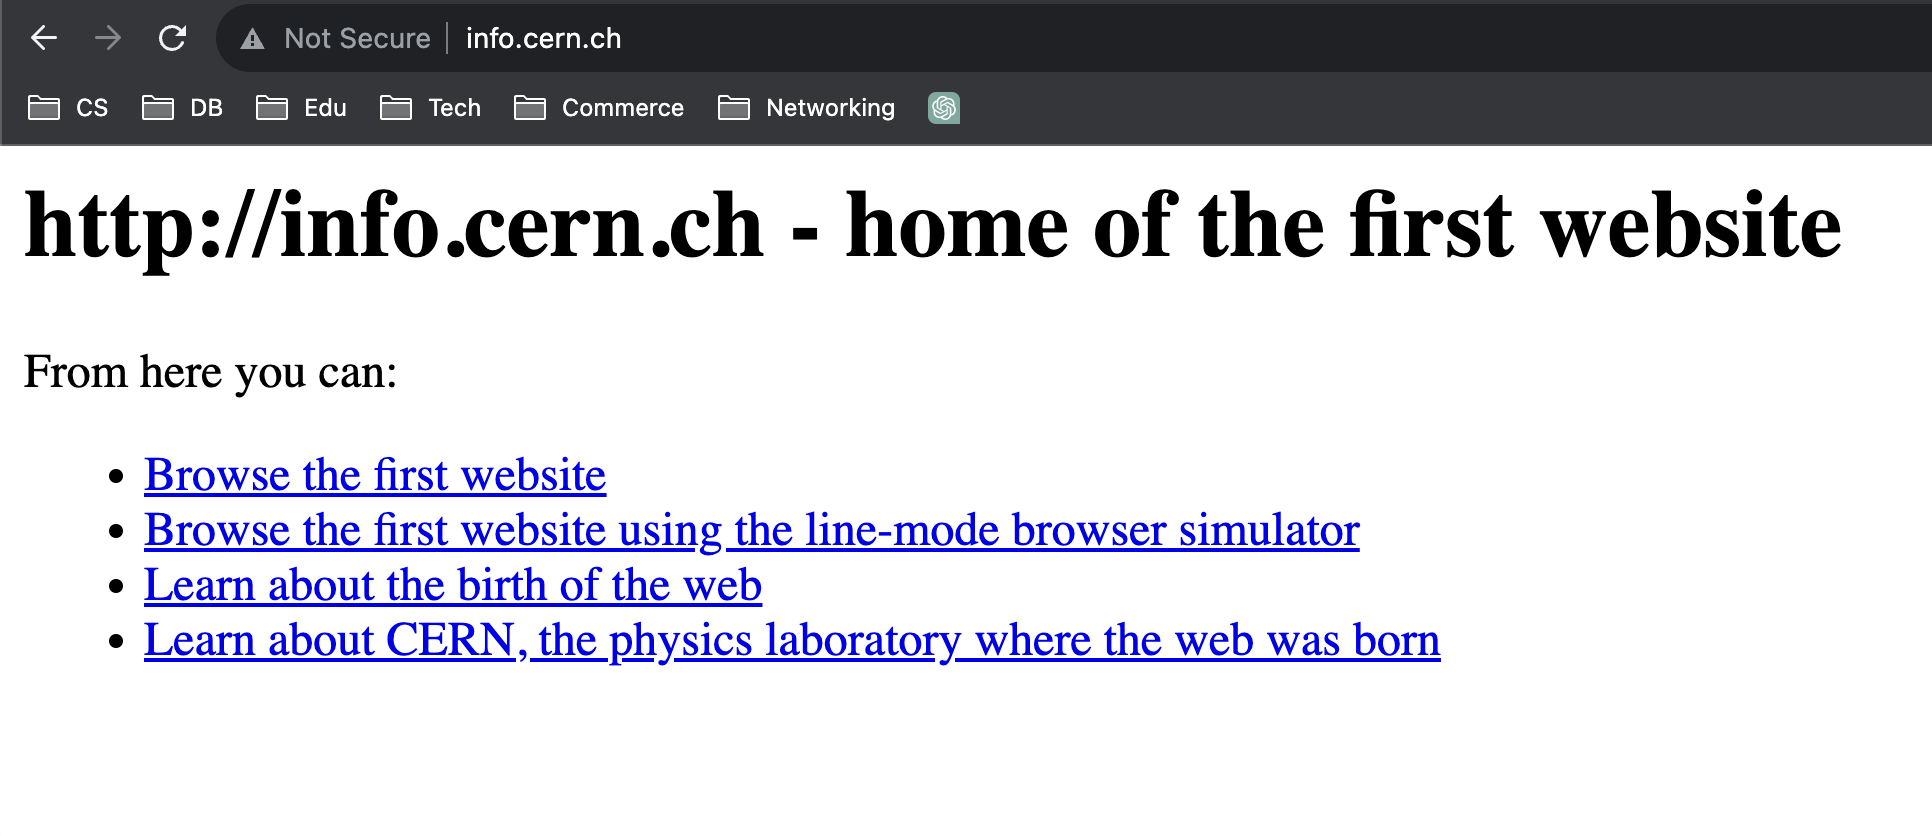 Not Secure info.cern.ch
CS DB Edu Tech Commerce Networking
http://info.cern.ch - home of the first website
From here you can:
• Browse the first website
• Browse the first website using the line-mode browser simulator
• Learn about the birth of the web
• Learn about CERN, the physics laboratory where the web was born